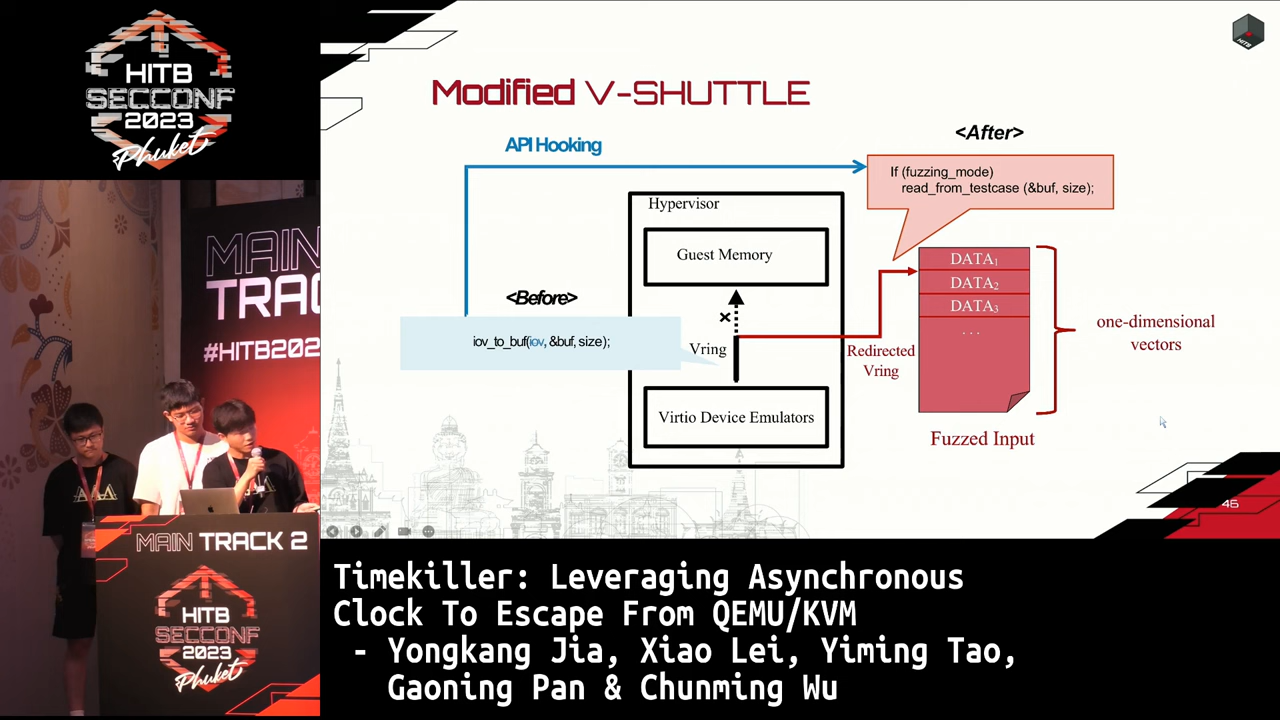 HITB
SECCONF
2023
Phuket
MAIN
TRAC
#HITB202
MAIN TRACK 2
HITB
SECCONF
2023
Phuket
HITB
Modified V-SHUTTLE
API Hooking
<After>
If (fuzzing_mode)
read_from_testcase (&buf, size);
Hypervisor
Guest Memory
<Before>
iov_to_buf(iov, &buf, size);
×
Vring
Virtio Device Emulators
Redirected
Vring
DATA1
DATA2
DATA3
. . .
one-dimensional
vectors
Fuzzed Input
46
Timekiller: Leveraging Asynchronous
Clock To Escape From QEMU/KVM
- Yongkang Jia, Xiao Lei, Yiming Tao,
Gaoning Pan & Chunming Wu